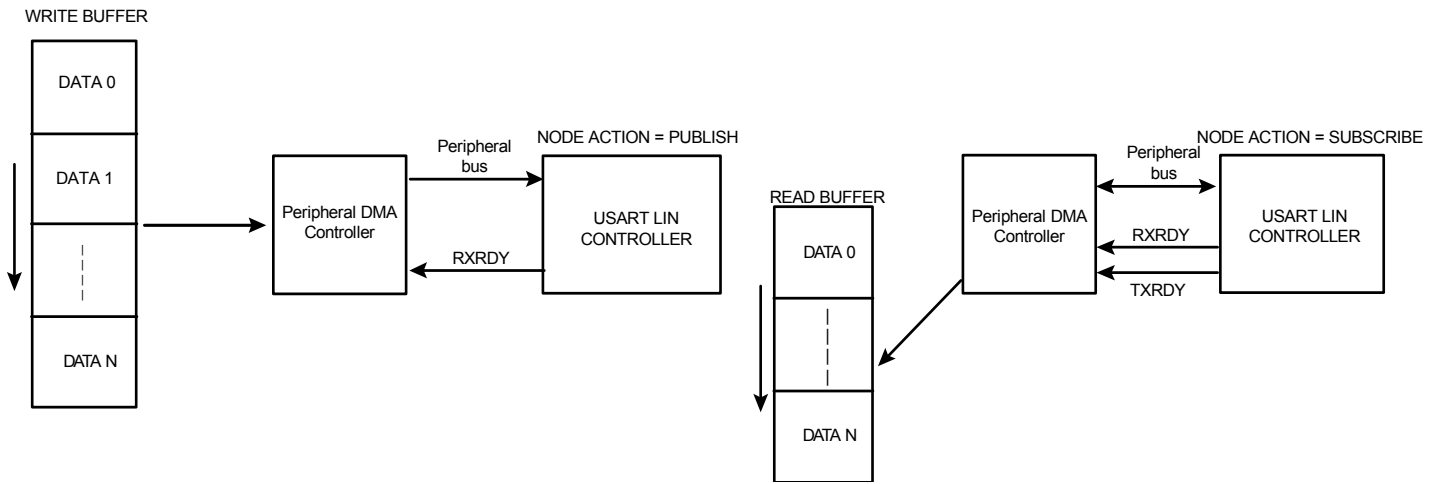 WRITE BUFFER
DATA 0
DATA 1
DATA N
Peripheral DMA
Controller
Peripheral
bus
RXRDY
NODE ACTION = PUBLISH
USART LIN
CONTROLLER
READ BUFFER
DATA 0
DATA N
Peripheral DMA
Controller
Peripheral
bus
RXRDY
TXRDY
NODE ACTION = SUBSCRIBE
USART LIN
CONTROLLER